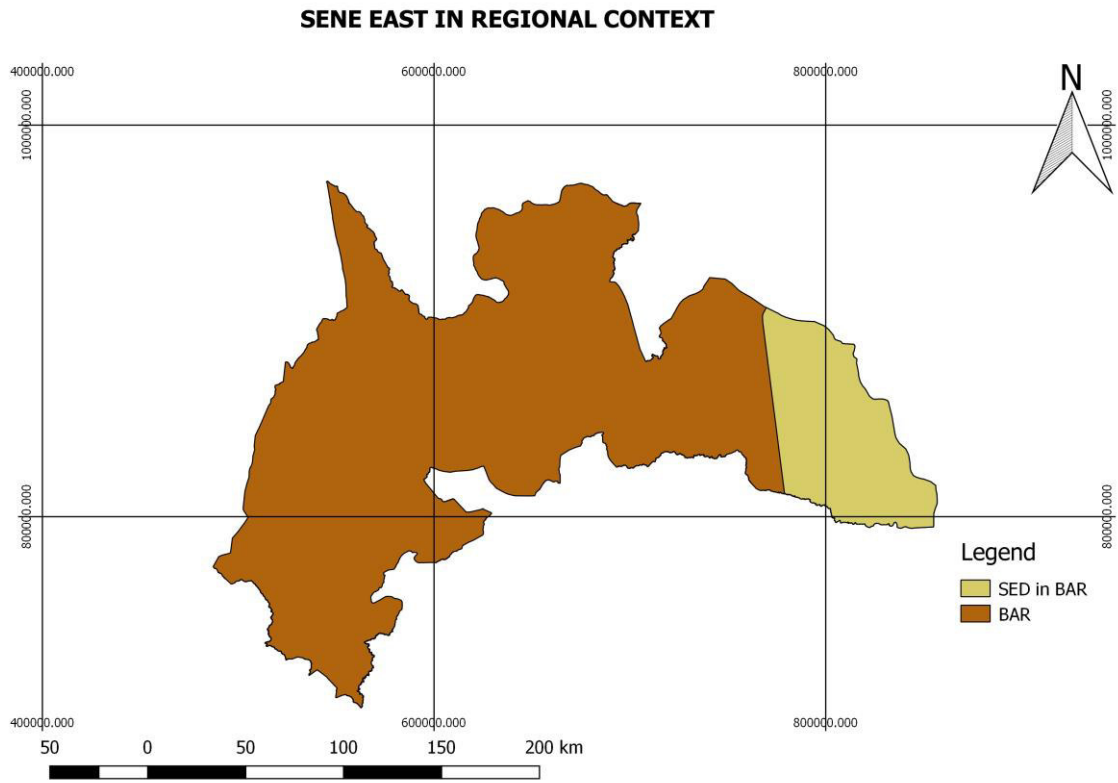 SENE EAST IN REGIONAL CONTEXT
400000.000 600000.000 800000.000
N
1000000.000 1000000.000
800000.000 800000.000
Legend
SED in BAR
BAR
400000.000 600000.000 800000.000
50 0 50 100 150 200 km